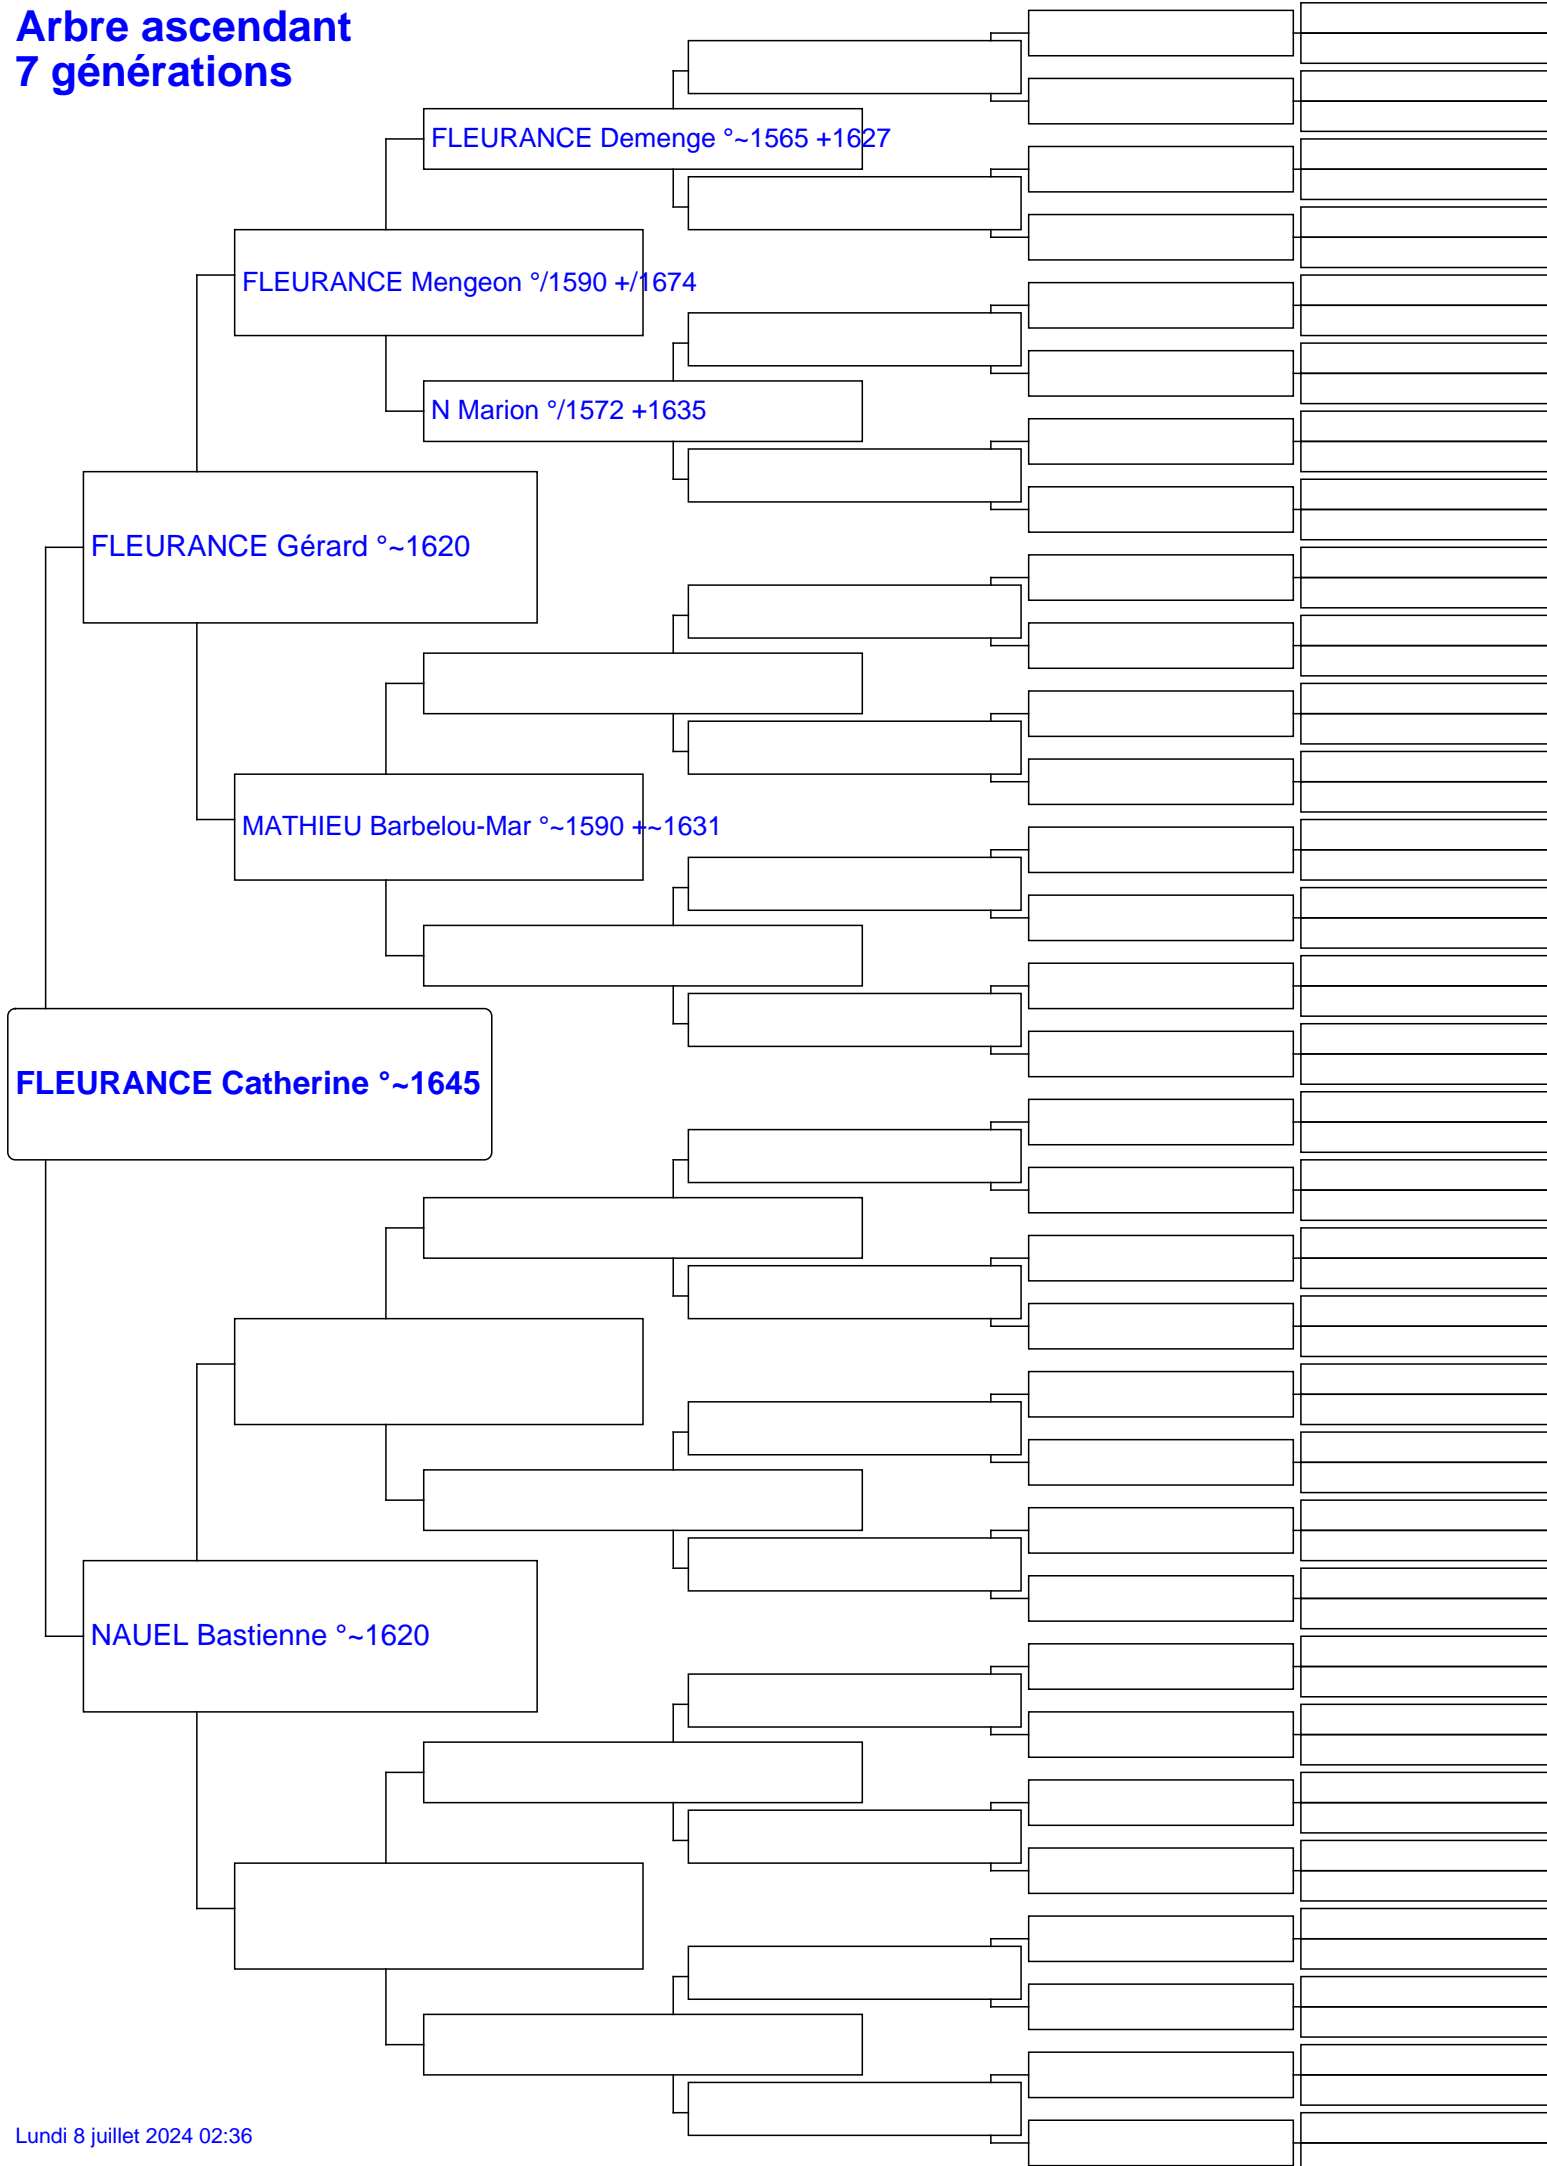 Arbre ascendant
7 générations
FLEURANCE Demenge °~1565 +1627
FLEURANCE Mengeon °/1590 +/1674
N Marion °/1572 +1635
FLEURANCE Gérard °~1620
MATHIEU Barbelou-Mar °~1590 +~1631
FLEURANCE Catherine °~1645
NAUEL Bastienne °~1620
Lundi 8 juillet 2024 02:36